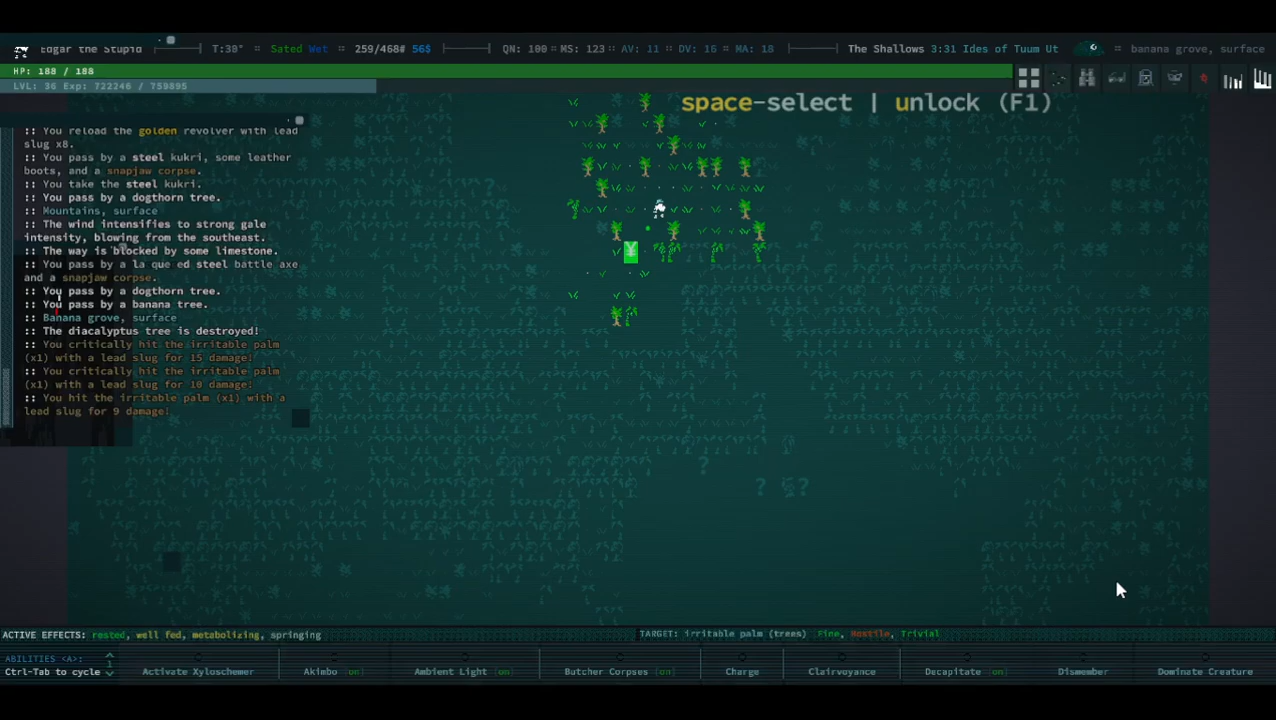 Edgar the Stupid T:38° :: Sated Wet :: 259/468# 56$ QN: 100 :: MS: 123 :: AV: 11 :: DV: 16 :: MA: 18 The Shallows 3:31 Ides of Tuum Ut :: banana grove, surface
HP: 188 / 188
LVL: 36 Exp: 722246 / 759895
space-select | unlock (F1)
:: You reload the golden revolver with lead
slug x8.
:: You pass by a steel kukri, some leather
boots, and a snapjaw corpse.
:: You take the steel kukri.
:: You pass by a dogthorn tree.
:: Mountains, surface
:: The wind intensifies to strong gale
intensity, blowing from the southeast.
:: The way is blocked by some limestone.
:: You pass by a lacquered steel battle axe
and a snapjaw corpse.
:: You pass by a dogthorn tree.
:: You pass by a banana tree.
:: Banana grove, surface
:: The diacalyptus tree is destroyed!
:: You critically hit the irritable palm
(x1) with a lead slug for 15 damage!
:: You critically hit the irritable palm
(x1) with a lead slug for 10 damage!
:: You hit the irritable palm (x1) with a
lead slug for 9 damage!
? ?
?
ACTIVE EFFECTS: rested, well fed, metabolizing, springing
TARGET: irritable palm (trees) Fine, Hostile, Trivial
ABILITIES <A>: 1
Ctrl-Tab to cycle
Activate Xyloschemer Akimbo [on] Ambient Light [on] Butcher Corpses [on] Charge Clairvoyance Decapitate [on] Dismember Dominate Creature